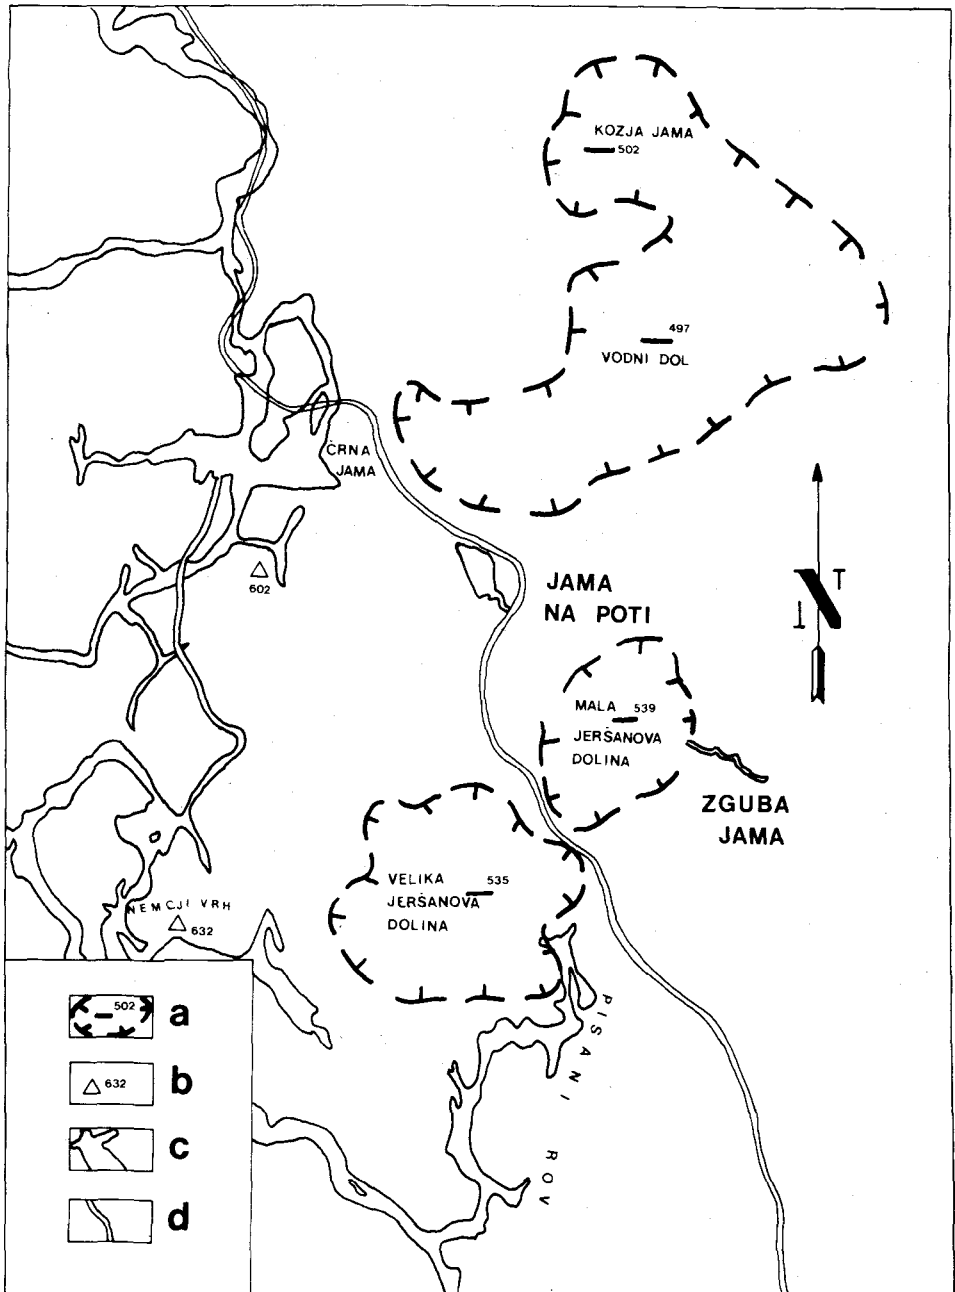 KOZJA JAMA
502
497
VODNI DOL
ČRNA
JAMA
602
JAMA
NA POTI
MALA
539
JERŠANOVA
DOLINA
ZGUBA
JAMA
VELIKA
535
JERŠANOVA
DOLINA
NEMCJI VRH
632
PISANI ROV
502
a
632
b
c
d